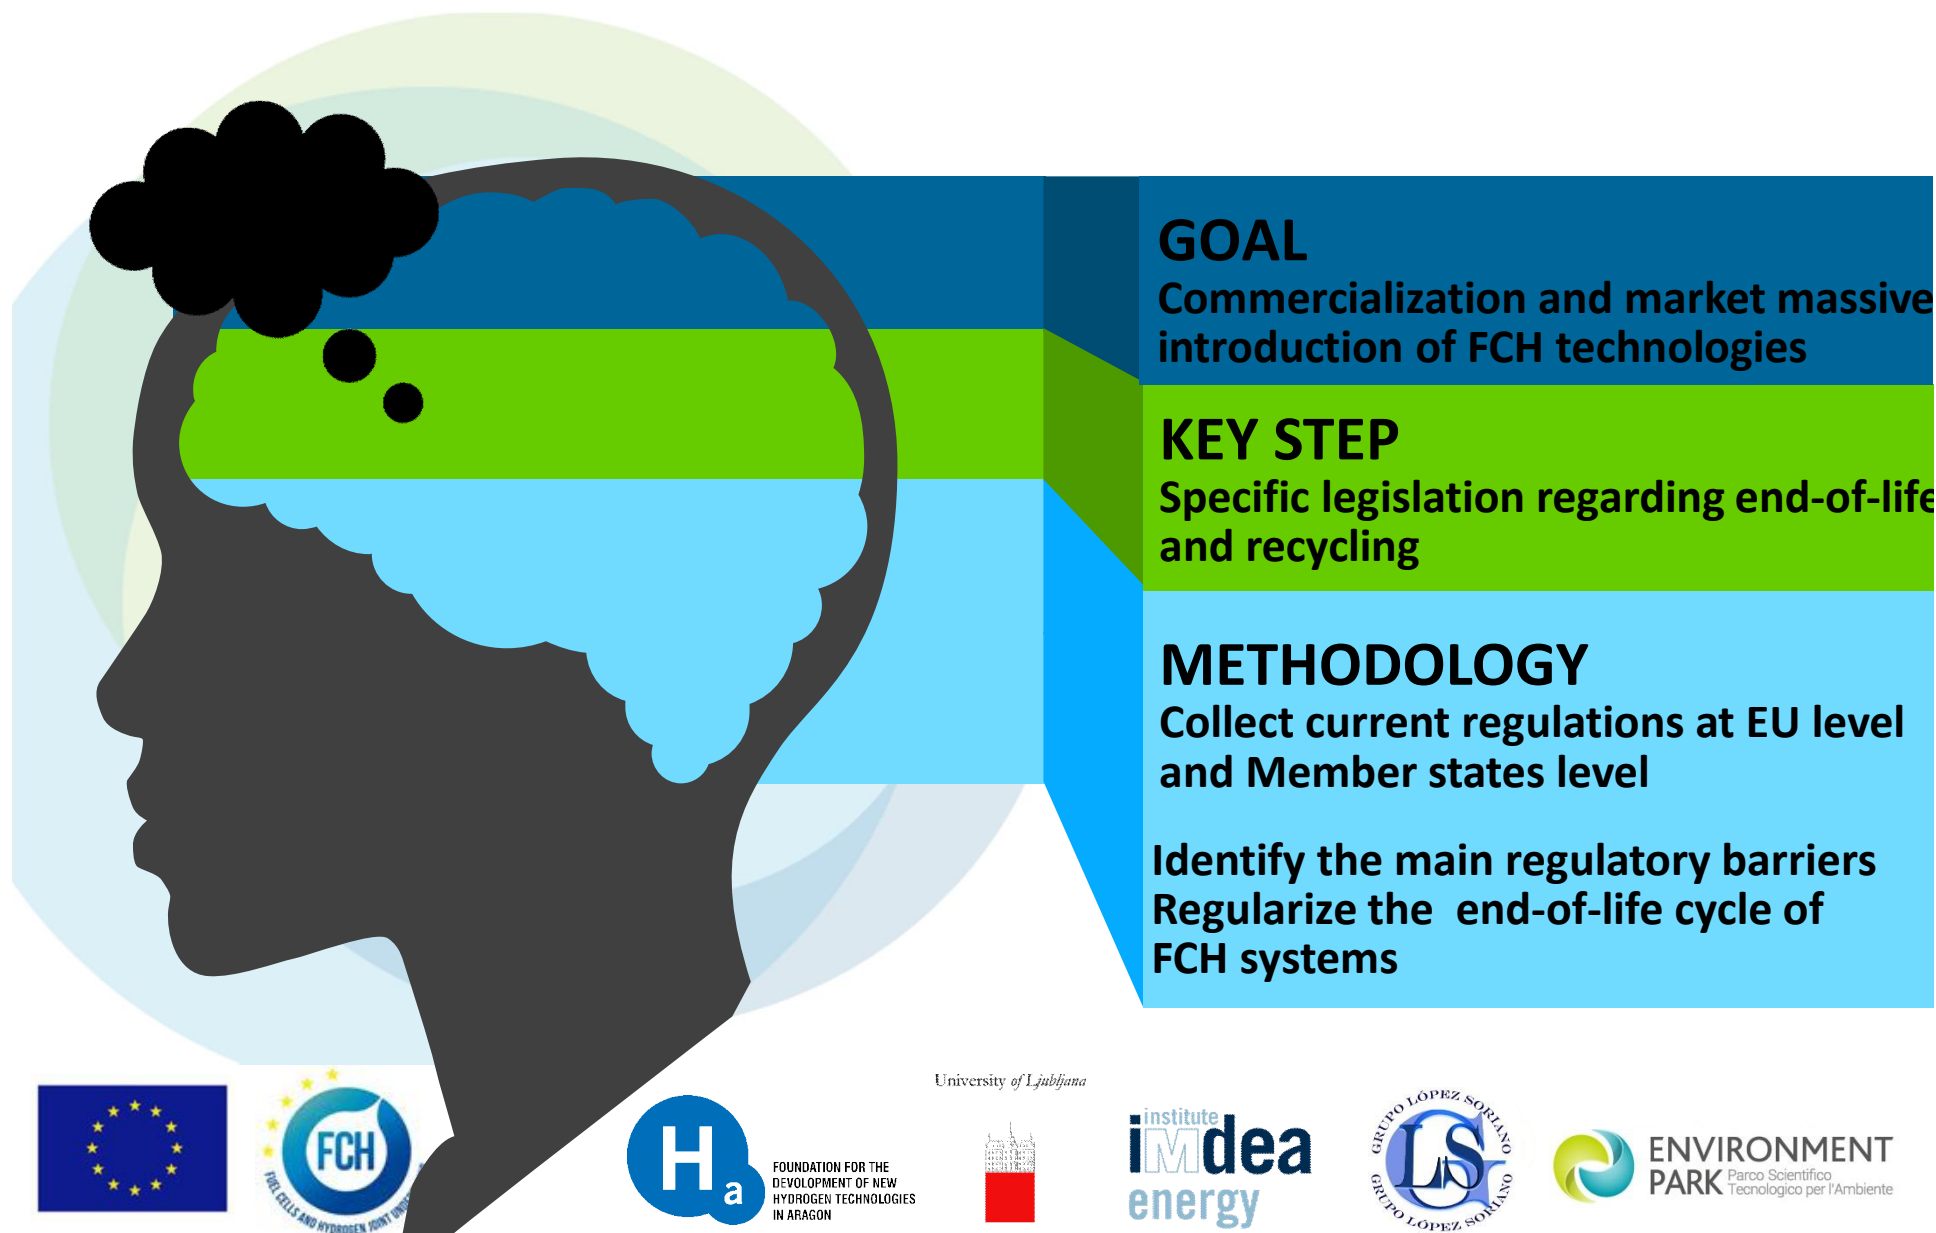 GOAL
Commercialization and market massive
introduction of FCH technologies
KEY STEP
Specific legislation regarding end-of-life
and recycling
METHODOLOGY
Collect current regulations at EU level
and Member states level
Identify the main regulatory barriers
Regularize the end-of-life cycle of
FCH systems
FCH
FUEL CELLS AND HYDROGEN JOINT
Ha
FOUNDATION FOR THE
DEVOLOPMENT OF NEW
HYDROGEN TECHNOLOGIES
IN ARAGON
University of Ljubljana
institute
imdea
energy
GRUPO LÓPEZ SORIANO
GLS
GRUPO LÓPEZ SORIANO
ENVIRONMENT
PARK Parco Scientifico
Tecnologico per l'Ambiente